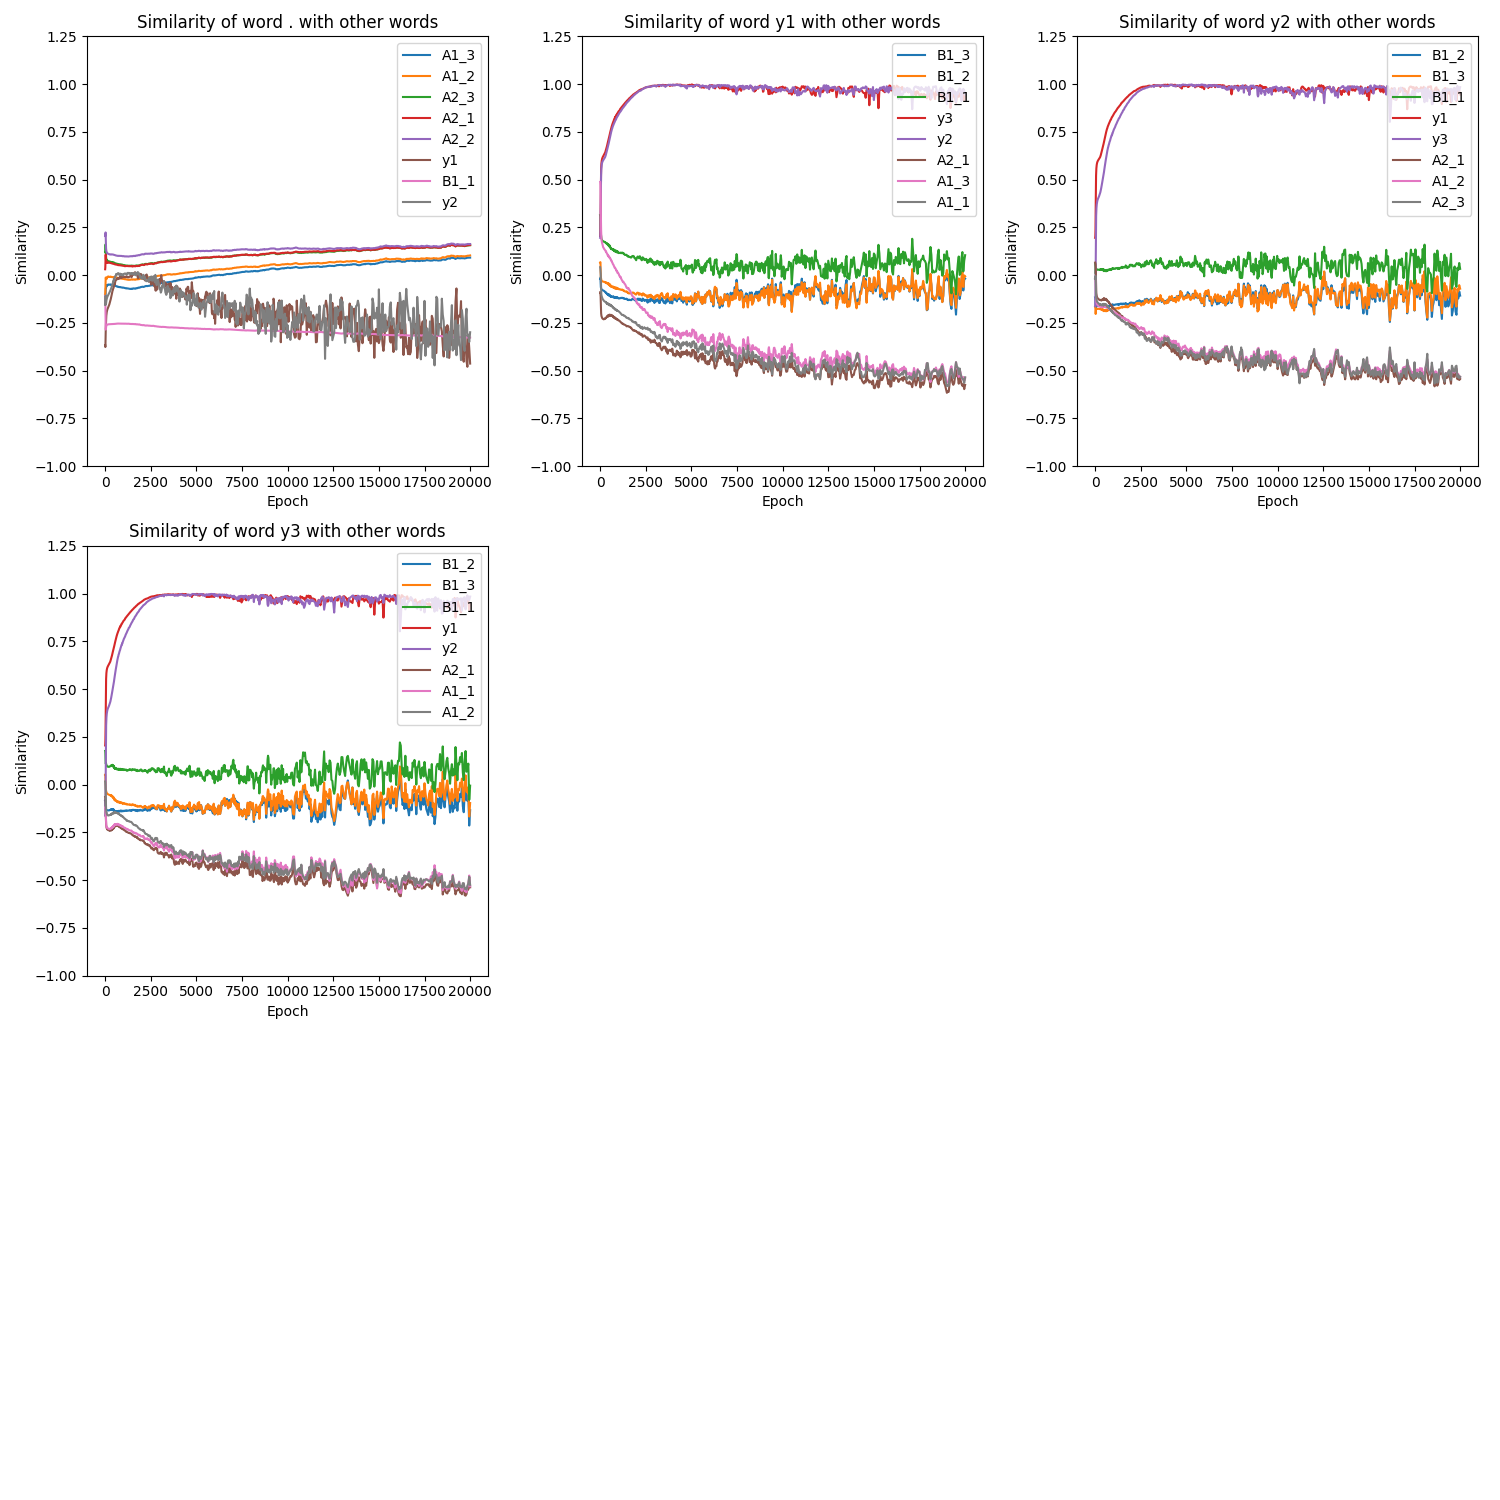 Similarity of word . with other words
Similarity
1.25
1.00
0.75
0.50
0.25
0.00
−0.25
−0.50
−0.75
−1.00
A1_3
A1_2
A2_3
A2_1
A2_2
y1
B1_1
y2
0 2500 5000 7500 10000 12500 15000 17500 20000
Epoch
Similarity of word y1 with other words
Similarity
1.25
1.00
0.75
0.50
0.25
0.00
−0.25
−0.50
−0.75
−1.00
B1_3
B1_2
B1_1
y3
y2
A2_1
A1_3
A1_1
0 2500 5000 7500 10000 12500 15000 17500 20000
Epoch
Similarity of word y2 with other words
Similarity
1.25
1.00
0.75
0.50
0.25
0.00
−0.25
−0.50
−0.75
−1.00
B1_2
B1_3
B1_1
y1
y3
A2_1
A1_2
A2_3
0 2500 5000 7500 10000 12500 15000 17500 20000
Epoch
Similarity of word y3 with other words
Similarity
1.25
1.00
0.75
0.50
0.25
0.00
−0.25
−0.50
−0.75
−1.00
B1_2
B1_3
B1_1
y1
y2
A2_1
A1_1
A1_2
0 2500 5000 7500 10000 12500 15000 17500 20000
Epoch